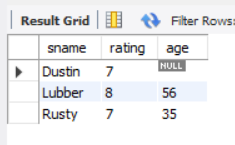 Result Grid Filter Rows:
sname rating age
Dustin 7 NULL
Lubber 8 56
Rusty 7 35